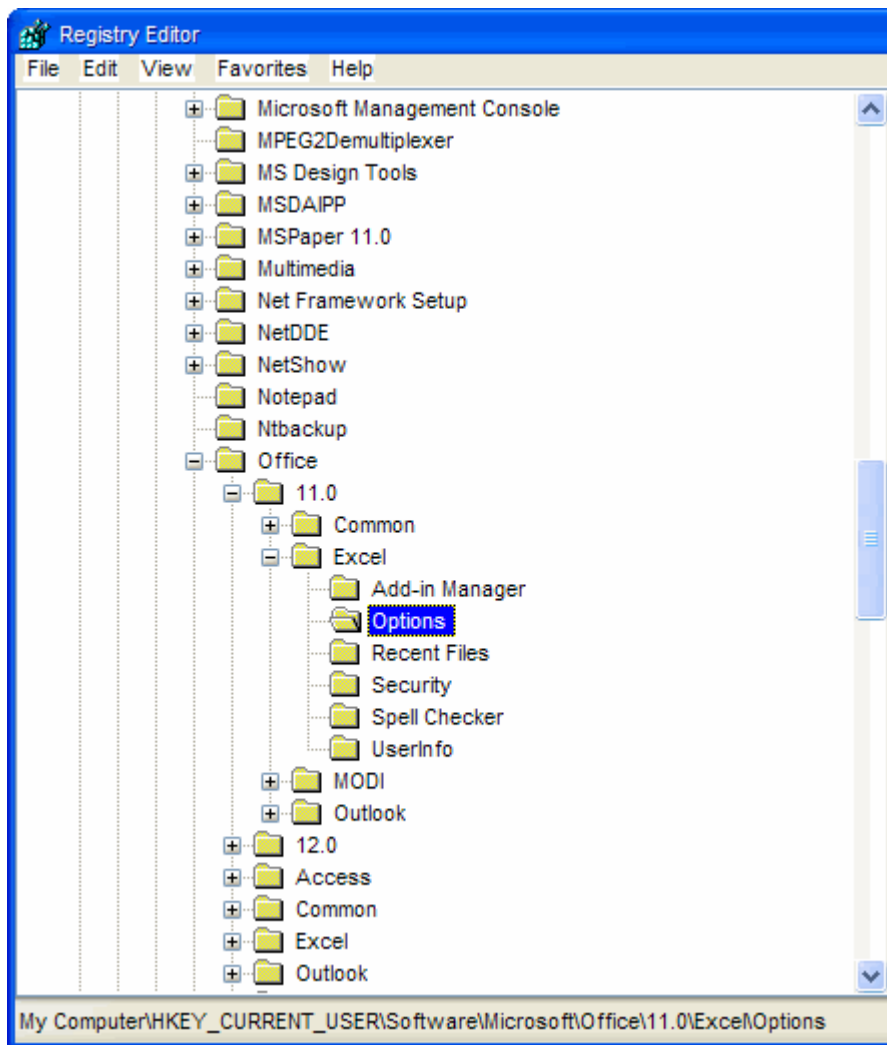 Registry Editor
File Edit View Favorites Help
Microsoft Management Console
MPEG2Demultiplexer
MS Design Tools
MSDAIPP
MSPaper 11.0
Multimedia
Net Framework Setup
NetDDE
NetShow
Notepad
Ntbackup
Office
11.0
Common
Excel
Add-in Manager
Options
Recent Files
Security
Spell Checker
UserInfo
MODI
Outlook
12.0
Access
Common
Excel
Outlook
My Computer\HKEY_CURRENT_USER\Software\Microsoft\Office\11.0\Excel\Options